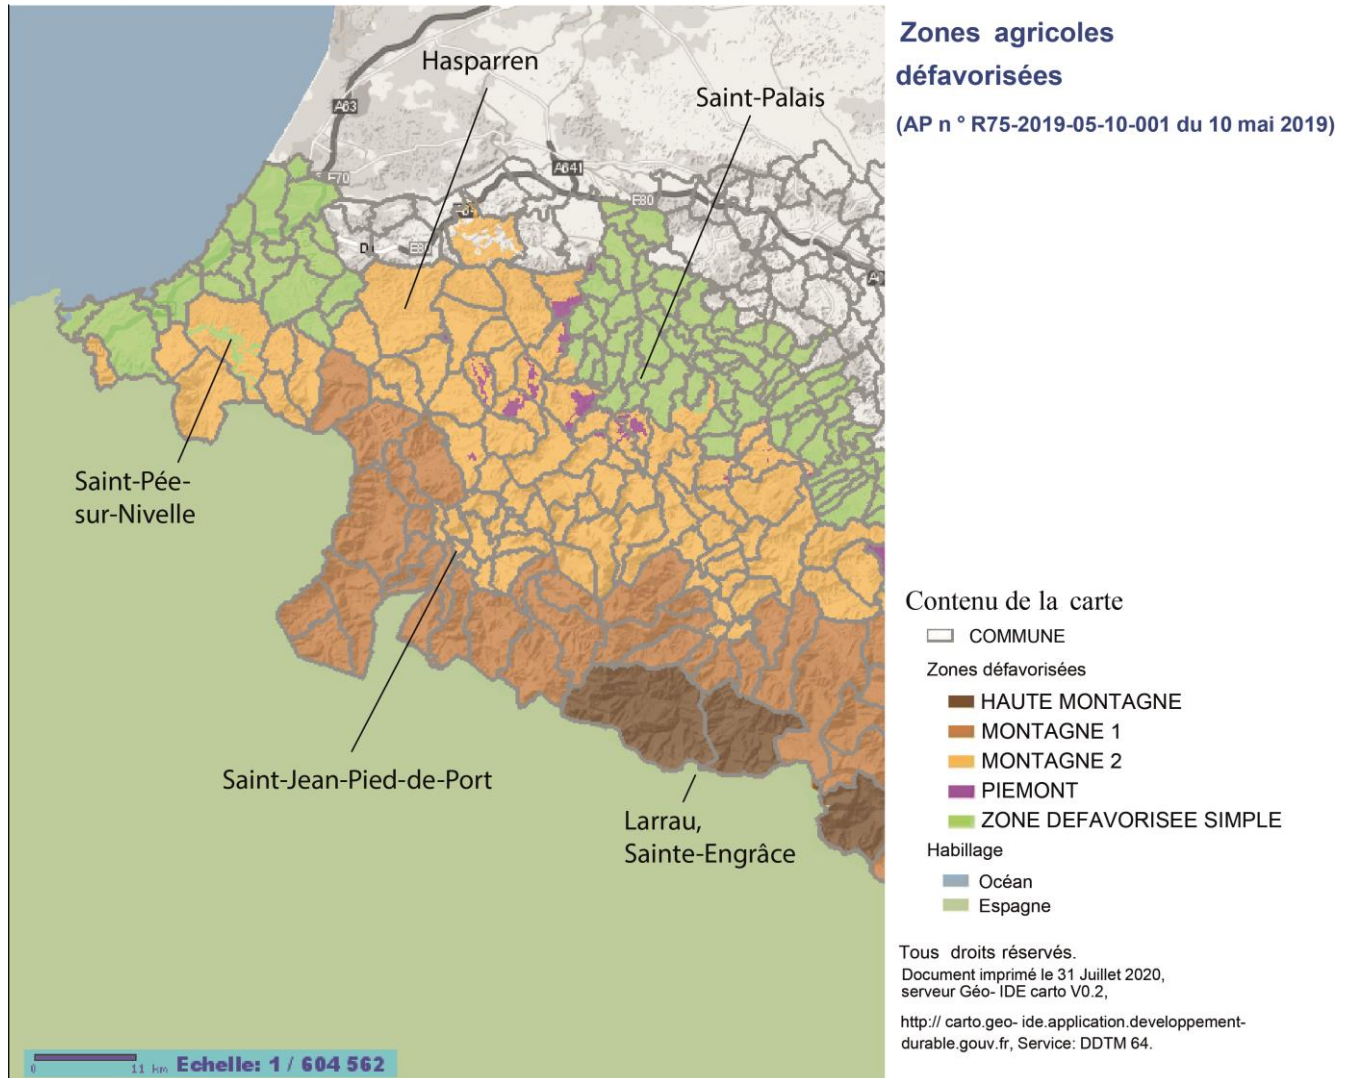 Zones agricoles
défavorisées
(AP n ° R75-2019-05-10-001 du 10 mai 2019)
Hasparren
Saint-Palais
A63
A641
E70
E80
D
Saint-Pée-
sur-Nivelle
Saint-Jean-Pied-de-Port
Larrau,
Sainte-Engrâce
Contenu de la carte
COMMUNE
Zones défavorisées
HAUTE MONTAGNE
MONTAGNE 1
MONTAGNE 2
PIEMONT
ZONE DEFAVORISEE SIMPLE
Habillage
Océan
Espagne
Tous droits réservés.
Document imprimé le 31 Juillet 2020,
serveur Géo- IDE carto V0.2,
http:// carto.geo- ide.application.developpement-
durable.gouv.fr, Service: DDTM 64.
0 11 km Echelle: 1 / 604 562